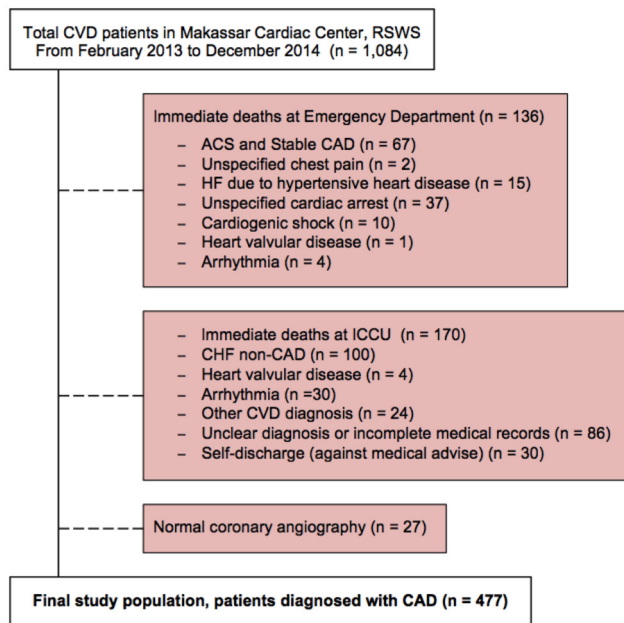 Total CVD patients in Makassar Cardiac Center, RSWS
From February 2013 to December 2014 (n = 1,084)
Immediate deaths at Emergency Department (n = 136)
– ACS and Stable CAD (n = 67)
– Unspecified chest pain (n = 2)
– HF due to hypertensive heart disease (n = 15)
– Unspecified cardiac arrest (n = 37)
– Cardiogenic shock (n = 10)
– Heart valvular disease (n = 1)
– Arrhythmia (n = 4)
– Immediate deaths at ICCU (n = 170)
– CHF non-CAD (n = 100)
– Heart valvular disease (n = 4)
– Arrhythmia (n =30)
– Other CVD diagnosis (n = 24)
– Unclear diagnosis or incomplete medical records (n = 86)
– Self-discharge (against medical advise) (n = 30)
Normal coronary angiography (n = 27)
Final study population, patients diagnosed with CAD (n = 477)